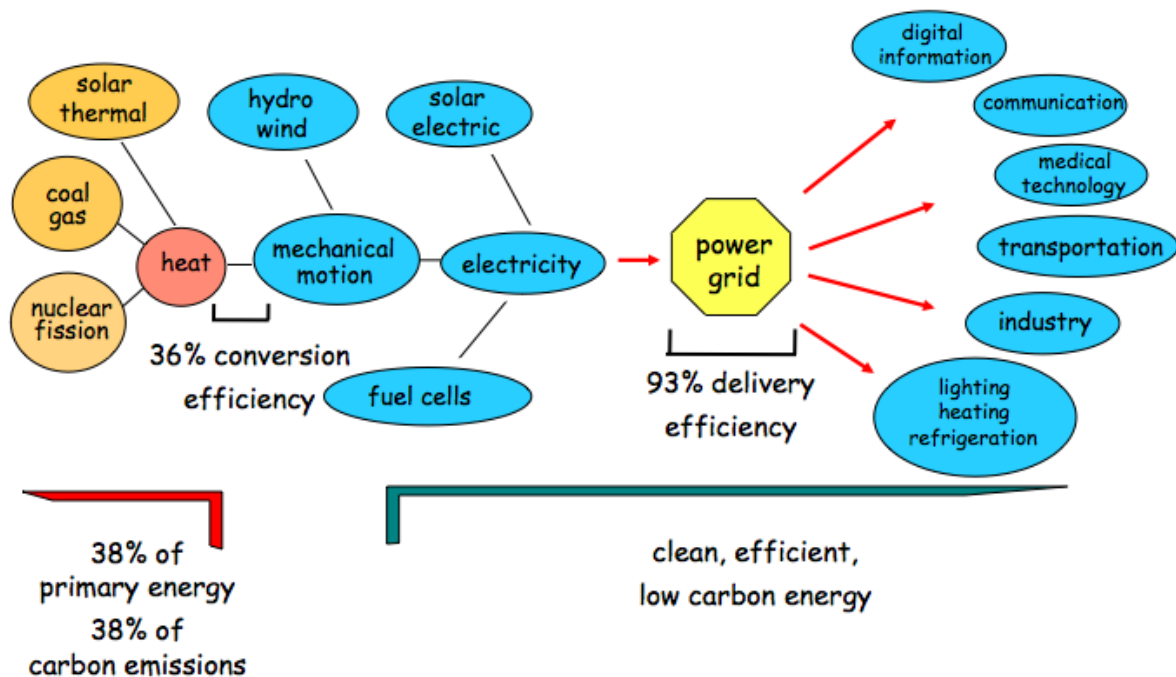 solar
thermal
hydro
wind
solar
electric
digital
information
communication
coal
gas
medical
technology
heat
mechanical
motion
electricity
power
grid
transportation
nuclear
fission
industry
36% conversion
efficiency
fuel cells
93% delivery
efficiency
lighting
heating
refrigeration
38% of
primary energy
38% of
carbon emissions
clean, efficient,
low carbon energy